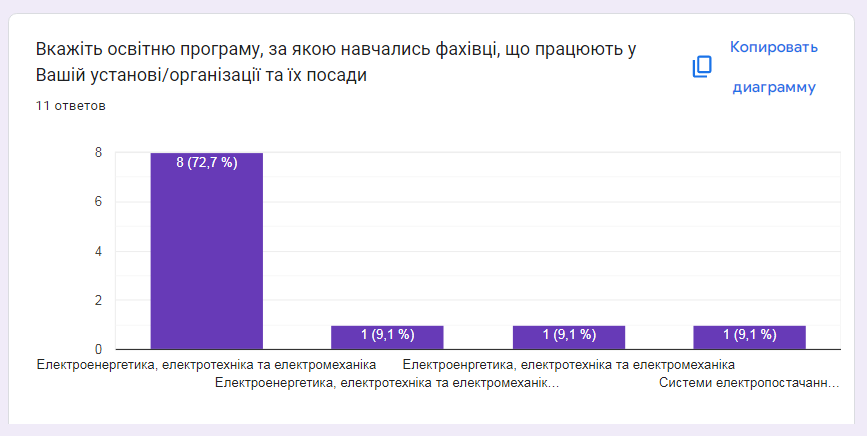 Вкажіть освітню програму, за якою навчались фахівці, що працюють у
Вашій установі/організації та їх посади
Копировать
диаграмму
11 ответов
8
6
4
2
0
8 (72,7 %)
1 (9,1 %)
1 (9,1 %)
1 (9,1 %)
Електроенергетика, електротехніка та електромеханіка
Електроенергетика, електротехніка та електромеханік…
Електроенргетика, електротехніка та електромеханіка
Системи електропостачанн…